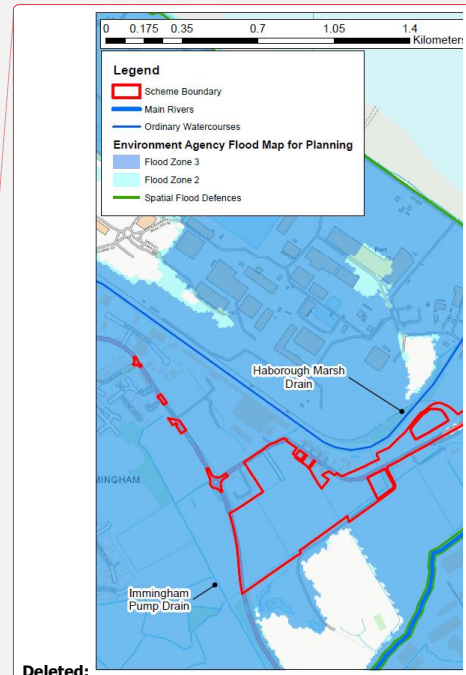 0 0.175 0.35 0.7 1.05 1.4
Kilometers
Legend
Scheme Boundary
Main Rivers
Ordinary Watercourses
Environment Agency Flood Map for Planning
Flood Zone 3
Flood Zone 2
Spatial Flood Defences
Port
Haborough Marsh
Drain
MINGHAM
Immingham
Pump Drain
Deleted: